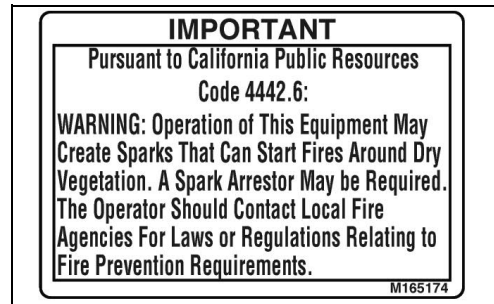 IMPORTANT
Pursuant to California Public Resources
Code 4442.6:
WARNING: Operation of This Equipment May
Create Sparks That Can Start Fires Around Dry
Vegetation. A Spark Arrestor May be Required.
The Operator Should Contact Local Fire
Agencies For Laws or Regulations Relating to
Fire Prevention Requirements.
M165174